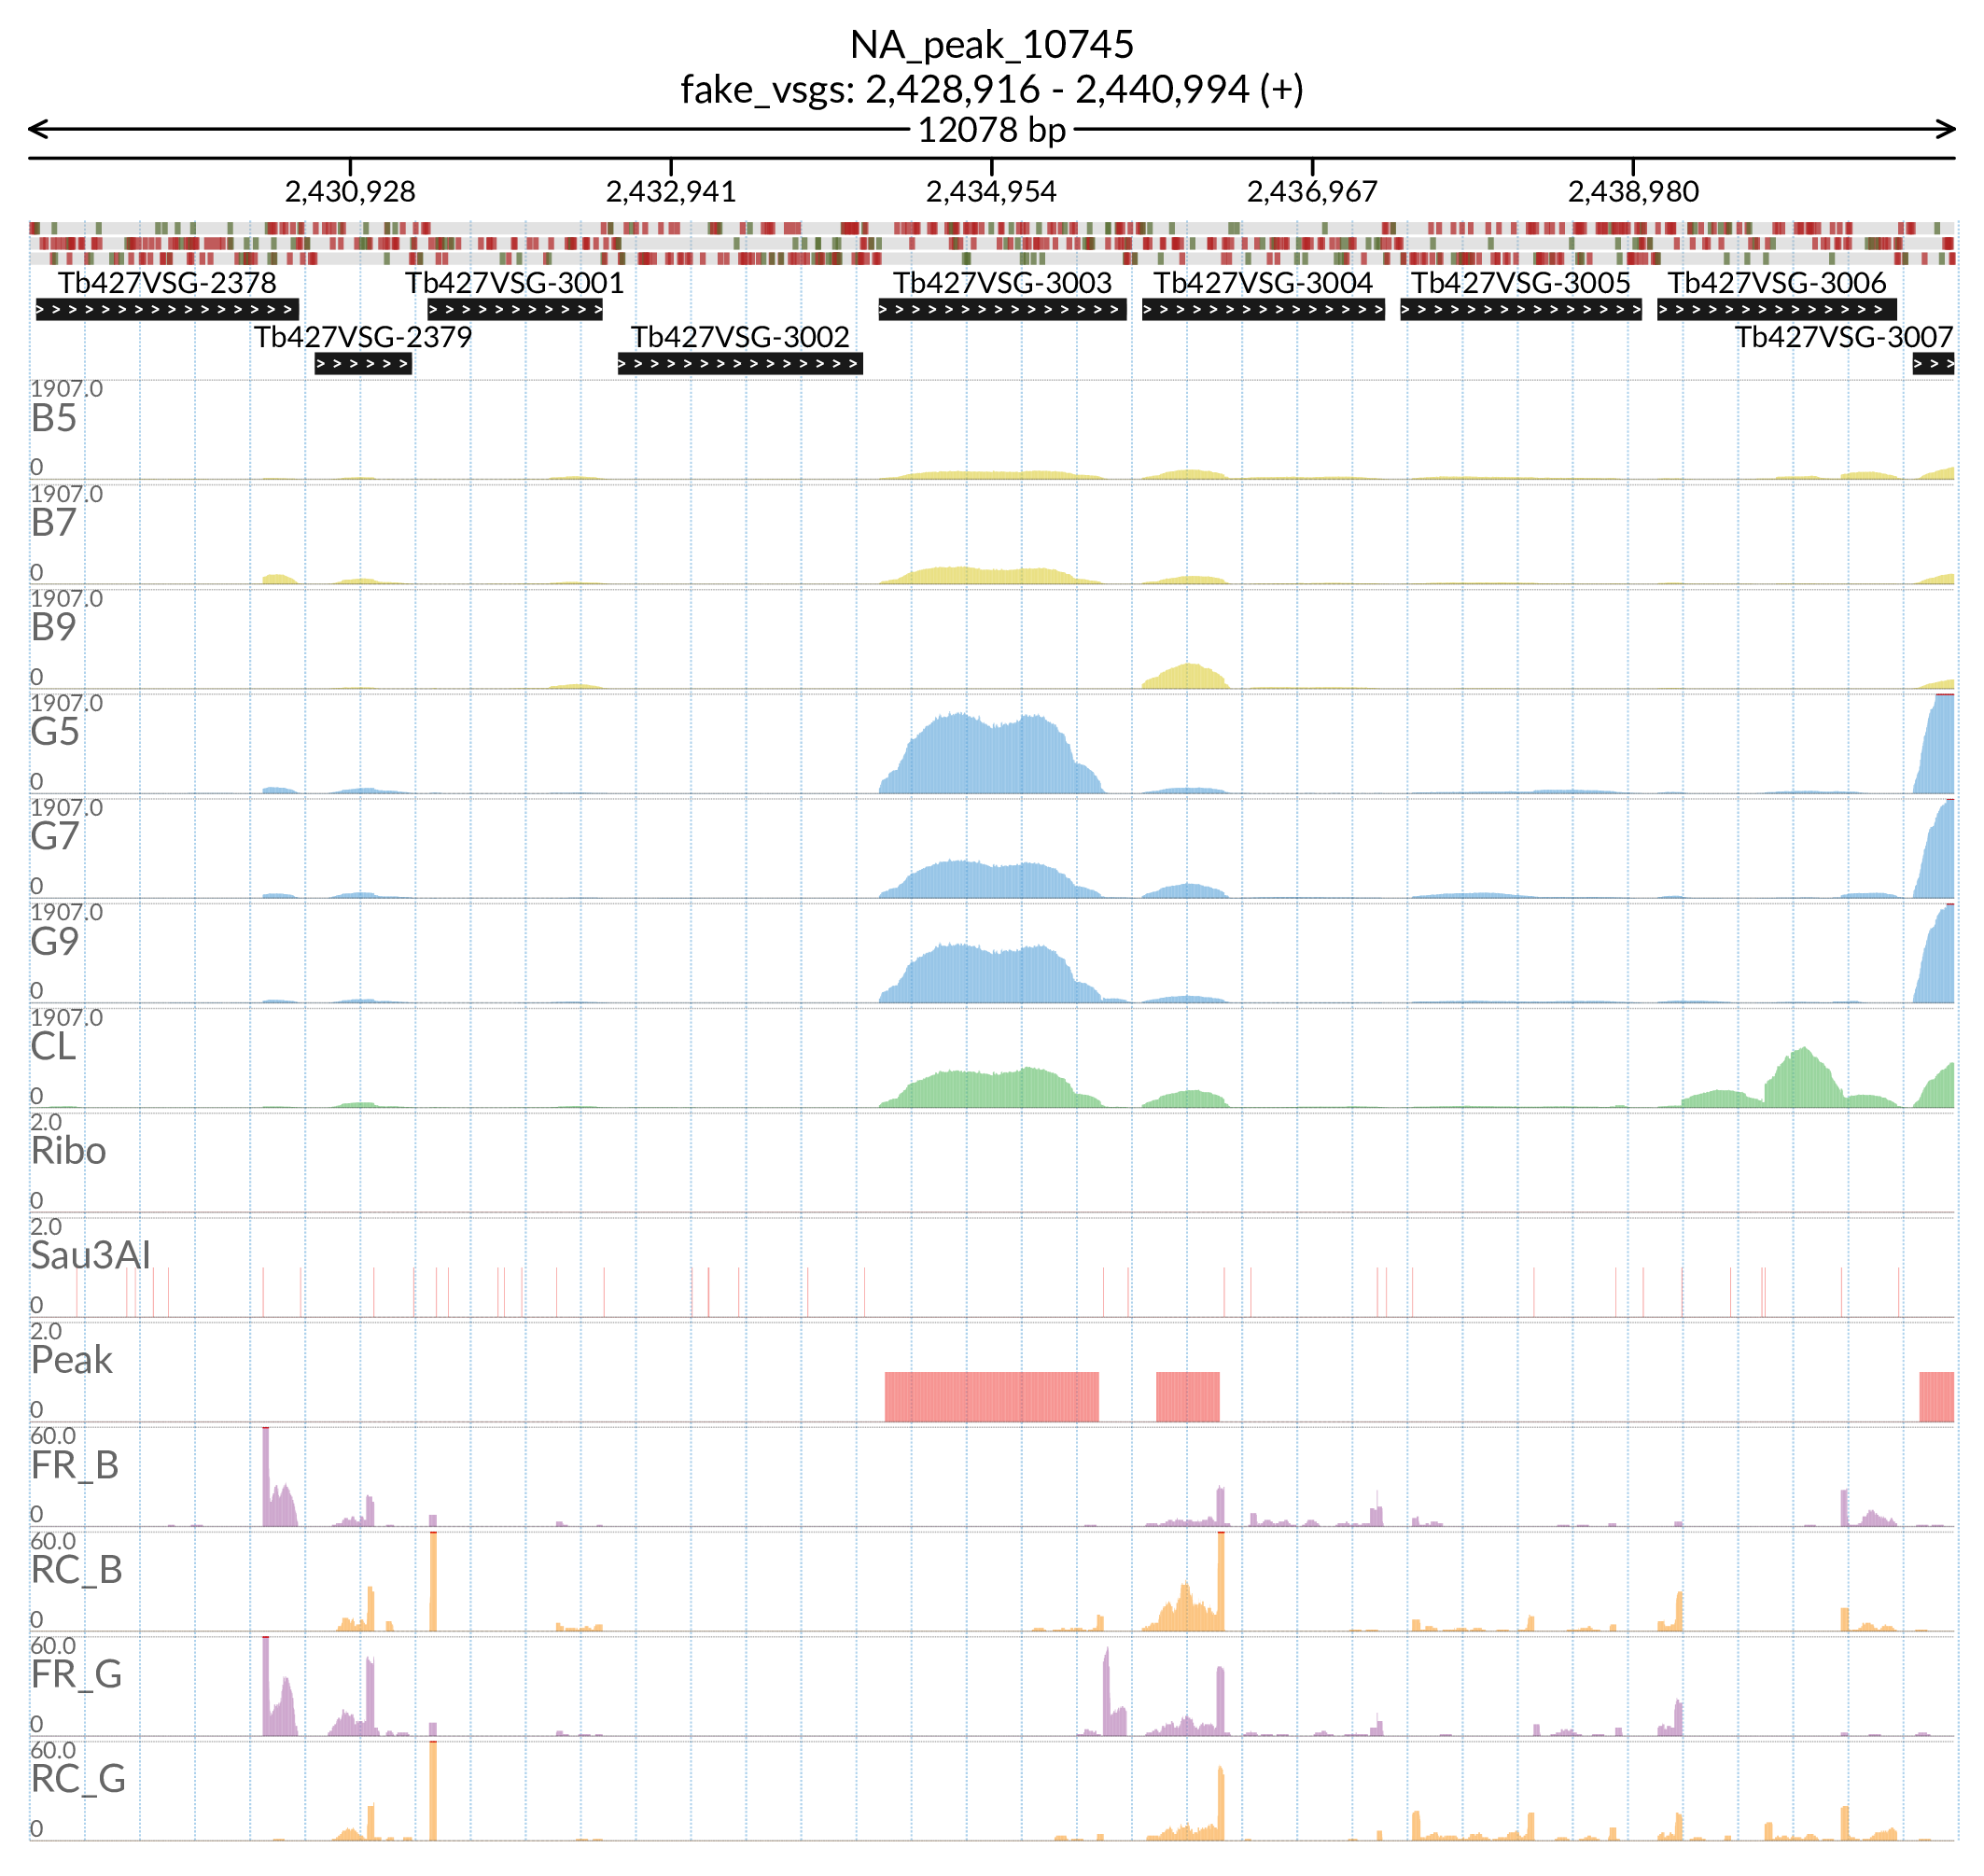 NA_peak_10745
fake_vsgs: 2,428,916 - 2,440,994 (+)
12078 bp
2,430,928 2,432,941 2,434,954 2,436,967 2,438,980
Tb427VSG-2378 Tb427VSG-3001 Tb427VSG-3003 Tb427VSG-3004 Tb427VSG-3005 Tb427VSG-3006
Tb427VSG-2379 Tb427VSG-3002 Tb427VSG-3007
1907.0
B5
0
1907.0
B7
0
1907.0
B9
0
1907.0
G5
0
1907.0
G7
0
1907.0
G9
0
1907.0
CL
0
2.0
Ribo
0
2.0
Sau3AI
0
2.0
Peak
0
60.0
FR_B
0
60.0
RC_B
0
60.0
FR_G
0
60.0
RC_G
0